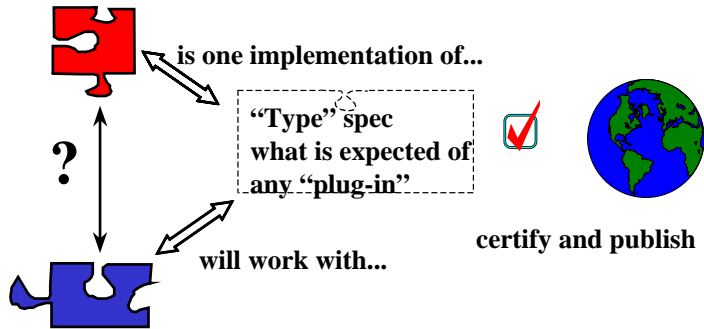 is one implementation of...
“Type” spec
what is expected of
any “plug-in”
?
certify and publish
will work with...